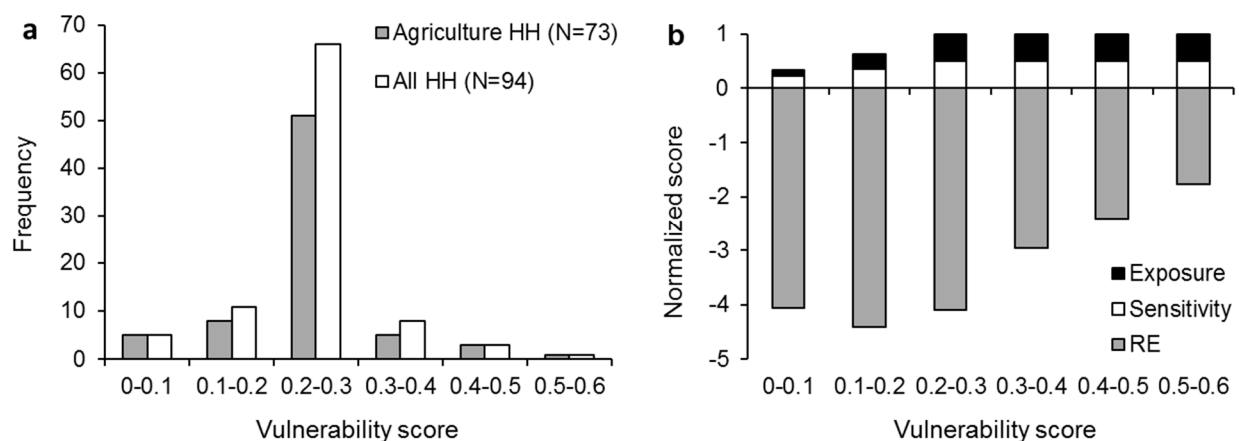 a
Agriculture HH (N=73)
All HH (N=94)
Frequency
70
60
50
40
30
20
10
0
0-0.1 0.1-0.2 0.2-0.3 0.3-0.4 0.4-0.5 0.5-0.6
Vulnerability score
b
Exposure
Sensitivity
RE
Normalized score
1
0
-1
-2
-3
-4
-5
0-0.1 0.1-0.2 0.2-0.3 0.3-0.4 0.4-0.5 0.5-0.6
Vulnerability score